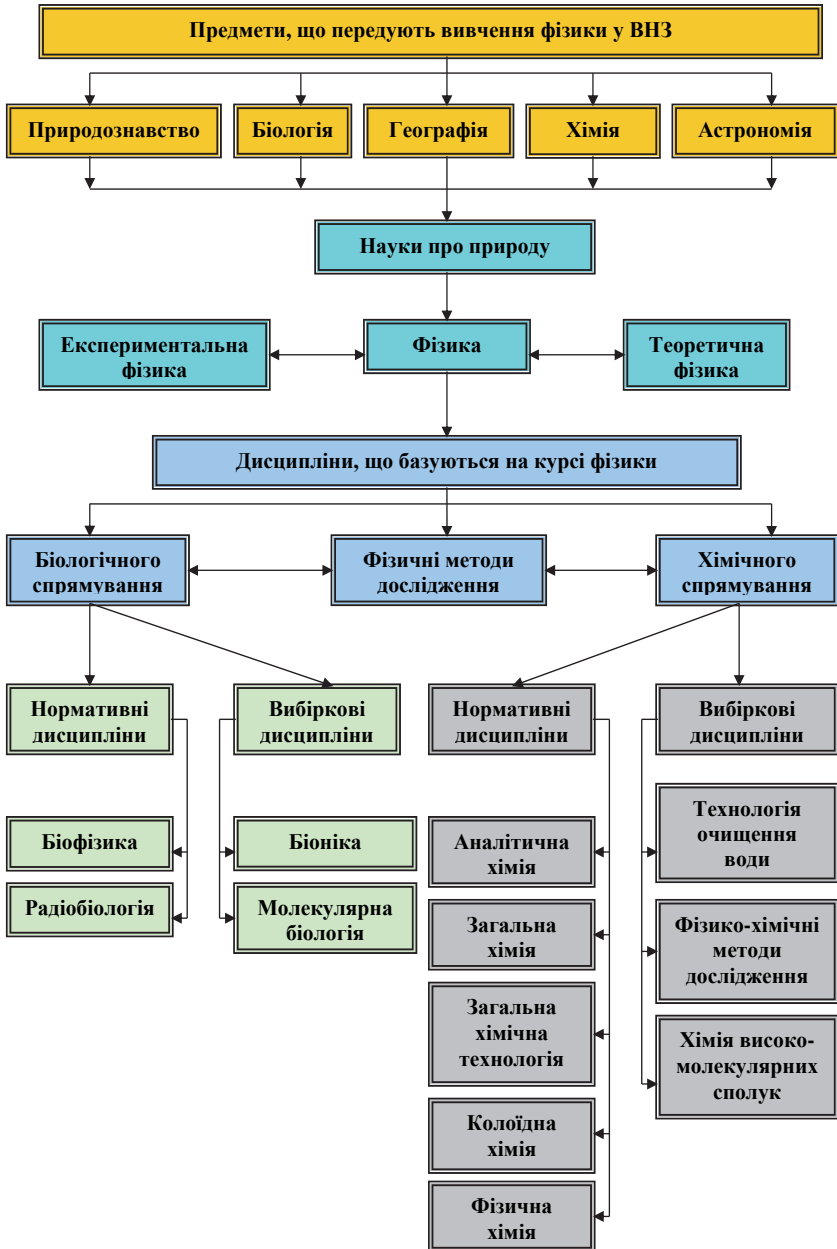 Предмети, що передують вивчення фізики у ВНЗ
Природознавство
Біологія
Географія
Хімія
Астрономія
Науки про природу
Експериментальна
фізика
Фізика
Теоретична
фізика
Дисципліни, що базуються на курсі фізики
Біологічного
спрямування
Фізичні методи
дослідження
Хімічного
спрямування
Нормативні
дисципліни
Вибіркові
дисципліни
Нормативні
дисципліни
Вибіркові
дисципліни
Біофізика
Радіобіологія
Біоніка
Молекулярна
біологія
Аналітична
хімія
Загальна
хімія
Загальна
хімічна
технологія
Колоїдна
хімія
Фізична
хімія
Технологія
очищення
води
Фізико-хімічні
методи
дослідження
Хімія високо-
молекулярних
сполук